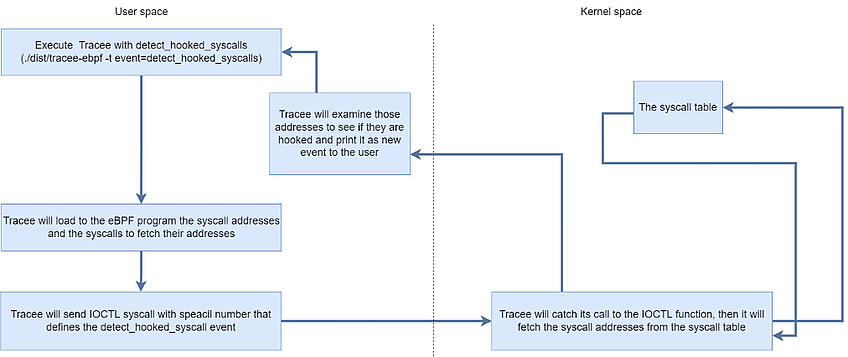 User space
Kernel space
Execute Tracee with detect_hooked_syscalls
(./dist/tracee-ebpf -t event=detect_hooked_syscalls)
Tracee will examine those
addresses to see if they are
hooked and print it as new
event to the user
The syscall table
Tracee will load to the eBPF program the syscall addresses
and the syscalls to fetch their addresses
Tracee will send IOCTL syscall with speacil number that
defines the detect_hooked_syscall event
Tracee will catch its call to the IOCTL function, then it will
fetch the syscall addresses from the syscall table